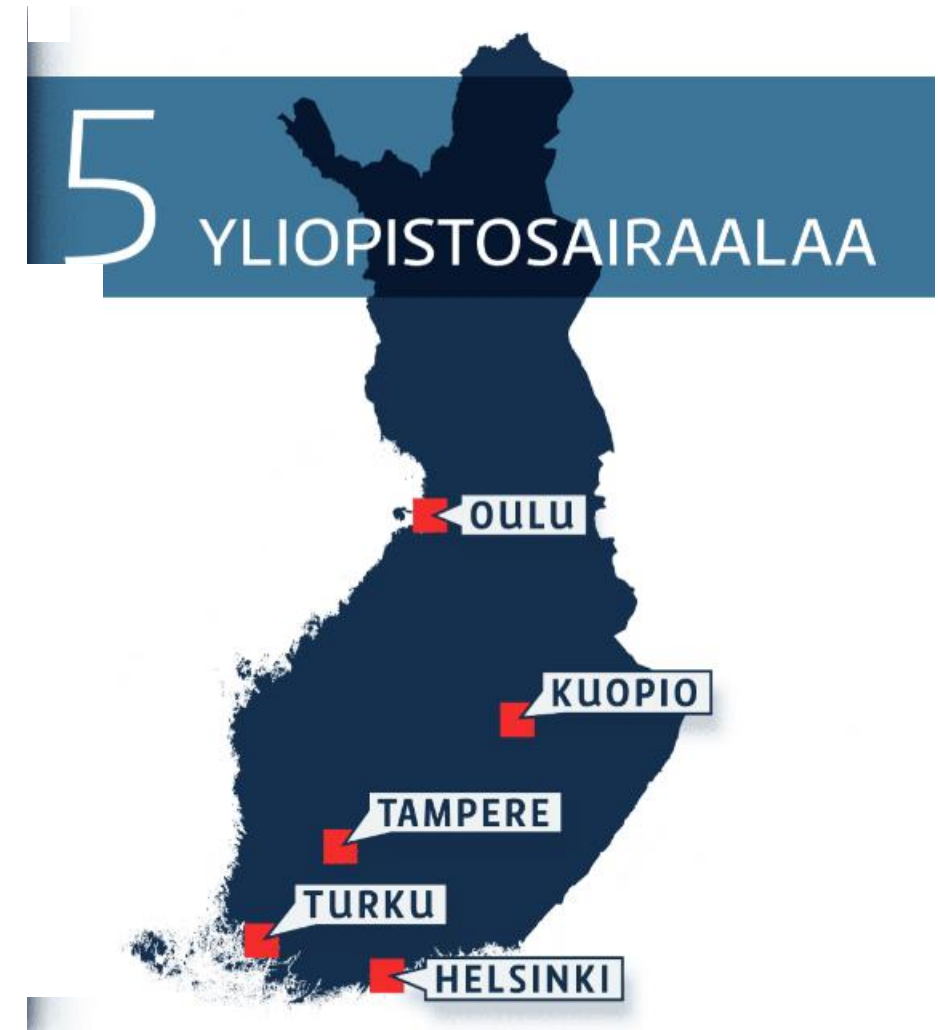 5 YLIOPISTOSAIRAALAA
OULU
KUOPIO
TAMPERE
TURKU
HELSINKI